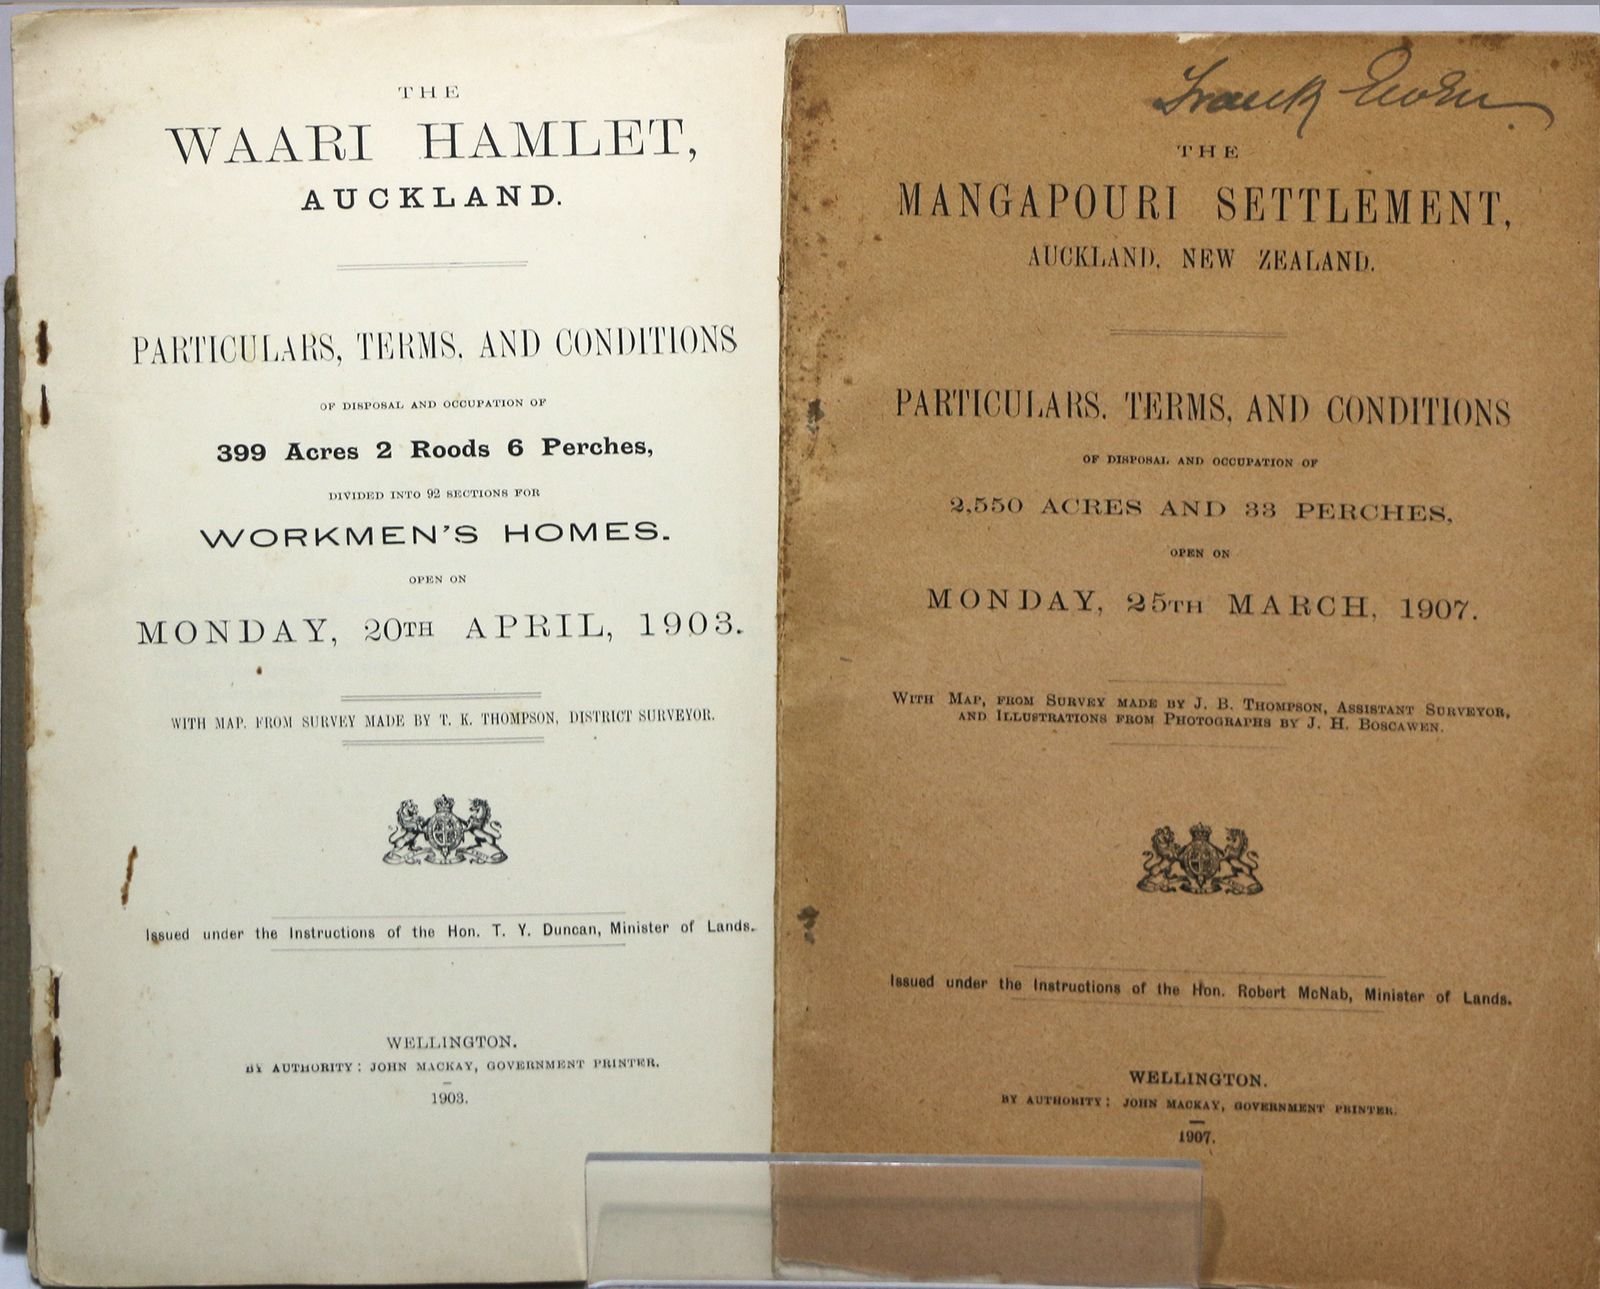 THE
WAARI HAMLET,
AUCKLAND.
PARTICULARS, TERMS, AND CONDITIONS
OF DISPOSAL AND OCCUPATION OF
399 Acres 2 Roods 6 Perches,
DIVIDED INTO 92 SECTIONS FOR
WORKMEN'S HOMES.
OPEN ON
MONDAY, 20TH APRIL, 1903.
WITH MAP, FROM SURVEY MADE BY T. K. THOMPSON, DISTRICT SURVEYOR.
Issued under the Instructions of the Hon. T. Y. Duncan, Minister of Lands.
WELLINGTON.
BY AUTHORITY: JOHN MACKAY, GOVERNMENT PRINTER.
1903.
Frank
THE
MANGAPOURI SETTLEMENT,
AUCKLAND, NEW ZEALAND.
PARTICULARS, TERMS, AND CONDITIONS
OF DISPOSAL AND OCCUPATION OF
2,550 ACRES AND 33 PERCHES,
OPEN ON
MONDAY, 25TH MARCH, 1907.
WITH MAP, FROM SURVEY MADE BY J. B. THOMPSON, ASSISTANT SURVEYOR,
AND ILLUSTRATIONS FROM PHOTOGRAPHS BY J. H. BOSCAWEN.
Issued under the Instructions of the Hon. Robert McNab, Minister of Lands.
WELLINGTON.
BY AUTHORITY: JOHN MACKAY, GOVERNMENT PRINTER.
1907.